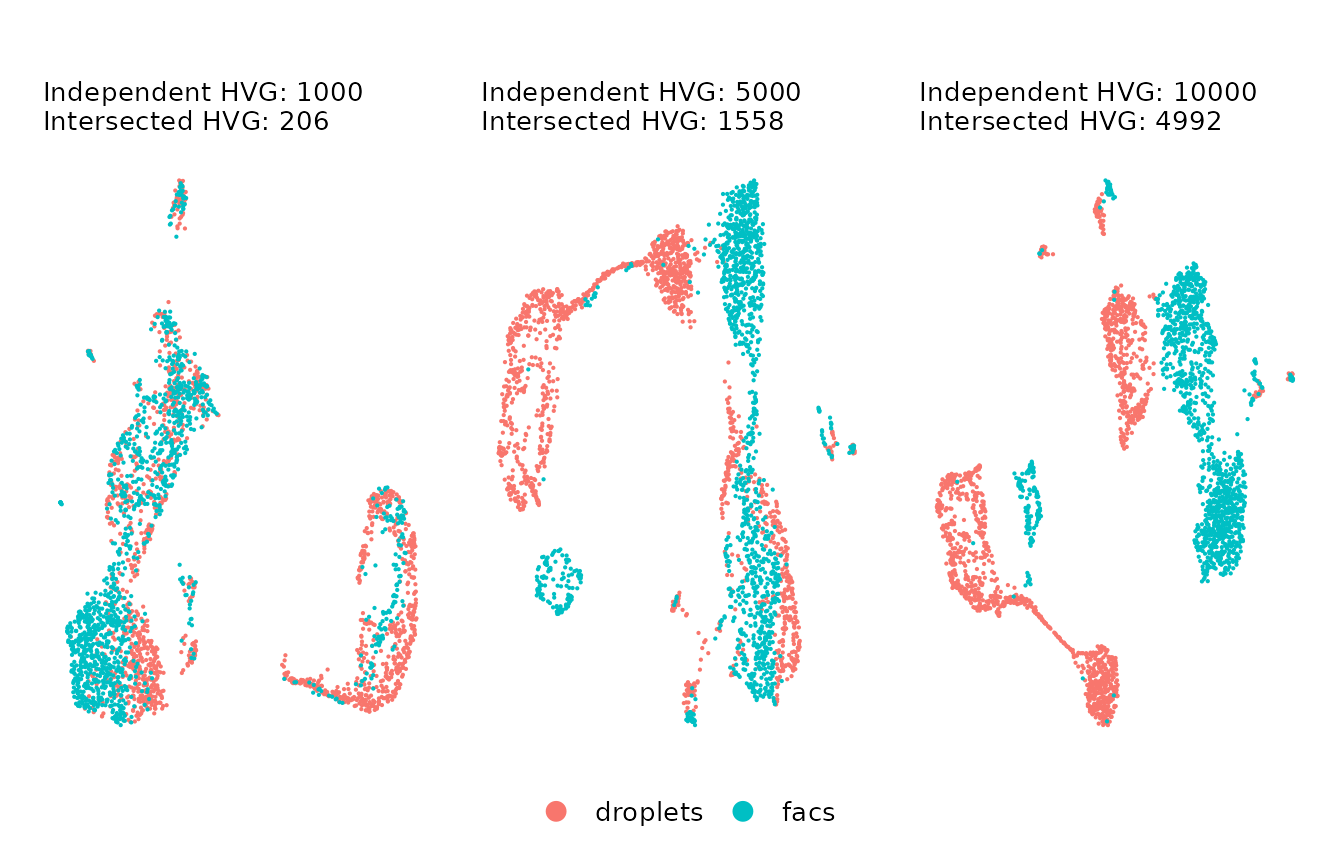 Independent HVG: 1000
Intersected HVG: 206
Independent HVG: 5000
Intersected HVG: 1558
Independent HVG: 10000
Intersected HVG: 4992
droplets
facs